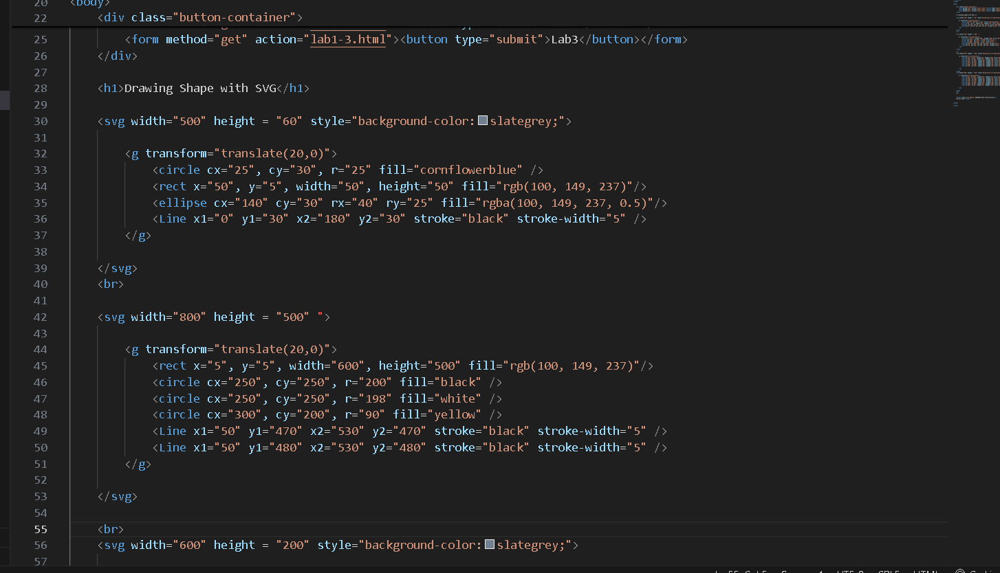 20 <body>
22 <div class="button-container">
25 <form method="get" action="lab1-3.html"><button type="submit">Lab3</button></form>
26 </div>
27
28 <h1>Drawing Shape with SVG</h1>
29
30 <svg width="500" height = "60" style="background-color:slategrey;">
31
32 <g transform="translate(20,0)">
33 <circle cx="25", cy="30", r="25" fill="cornflowerblue" />
34 <rect x="50", y="5", width="50", height="50" fill="rgb(100, 149, 237)"/>
35 <ellipse cx="140" cy="30" rx="40" ry="25" fill="rgba(100, 149, 237, 0.5)"/>
36 <Line x1="0" y1="30" x2="180" y2="30" stroke="black" stroke-width="5" />
37 </g>
38
39 </svg>
40 <br>
41
42 <svg width="800" height = "500" ">
43
44 <g transform="translate(20,0)">
45 <rect x="5", y="5", width="600", height="500" fill="rgb(100, 149, 237)"/>
46 <circle cx="250", cy="250", r="200" fill="black" />
47 <circle cx="250", cy="250", r="198" fill="white" />
48 <circle cx="300", cy="200", r="90" fill="yellow" />
49 <Line x1="50" y1="470" x2="530" y2="470" stroke="black" stroke-width="5" />
50 <Line x1="50" y1="480" x2="530" y2="480" stroke="black" stroke-width="5" />
51 </g>
52
53 </svg>
54
55 <br>
56 <svg width="600" height = "200" style="background-color:slategrey;">
57